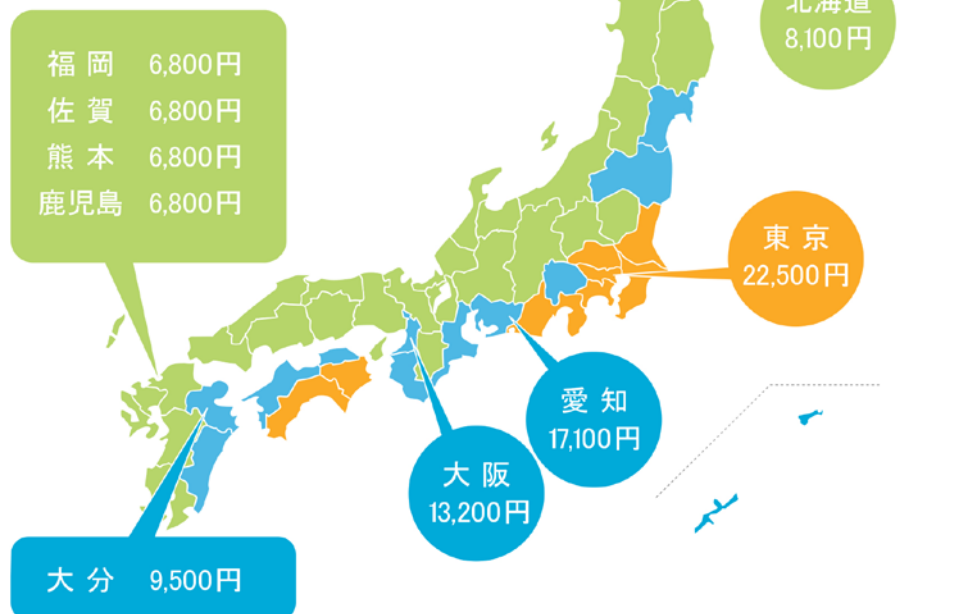 北海道
8,100円
福岡 6,800円
佐賀 6,800円
熊本 6,800円
鹿児島 6,800円
東京
22,500円
愛知
17,100円
大阪
13,200円
大分 9,500円